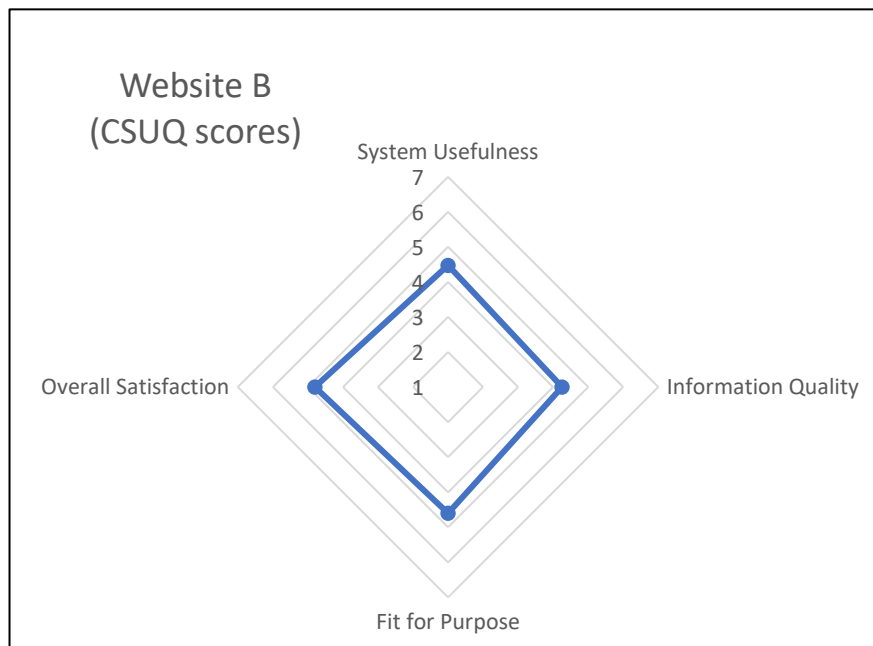 Website B
(CSUQ scores)
System Usefulness
7
6
5
4
3
2
1
Overall Satisfaction
Information Quality
Fit for Purpose